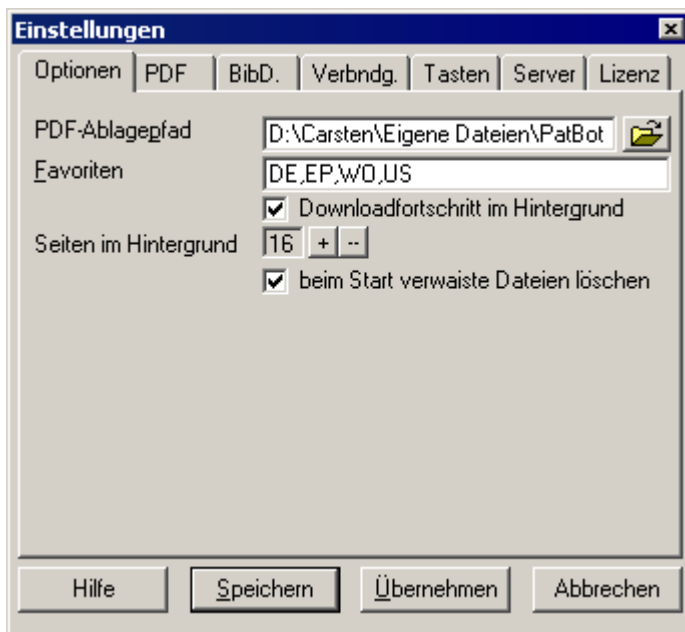 Einstellungen
Optionen PDF BibD. Verbndg. Tasten Server Lizenz
PDF-Ablagepfad D:\Carsten\Eigene Dateien\PatBot
Favoriten DE,EP,WO,US
Downloadfortschritt im Hintergrund
Seiten im Hintergrund 16 + --
beim Start verwaiste Dateien löschen
Hilfe Speichern Übernehmen Abbrechen